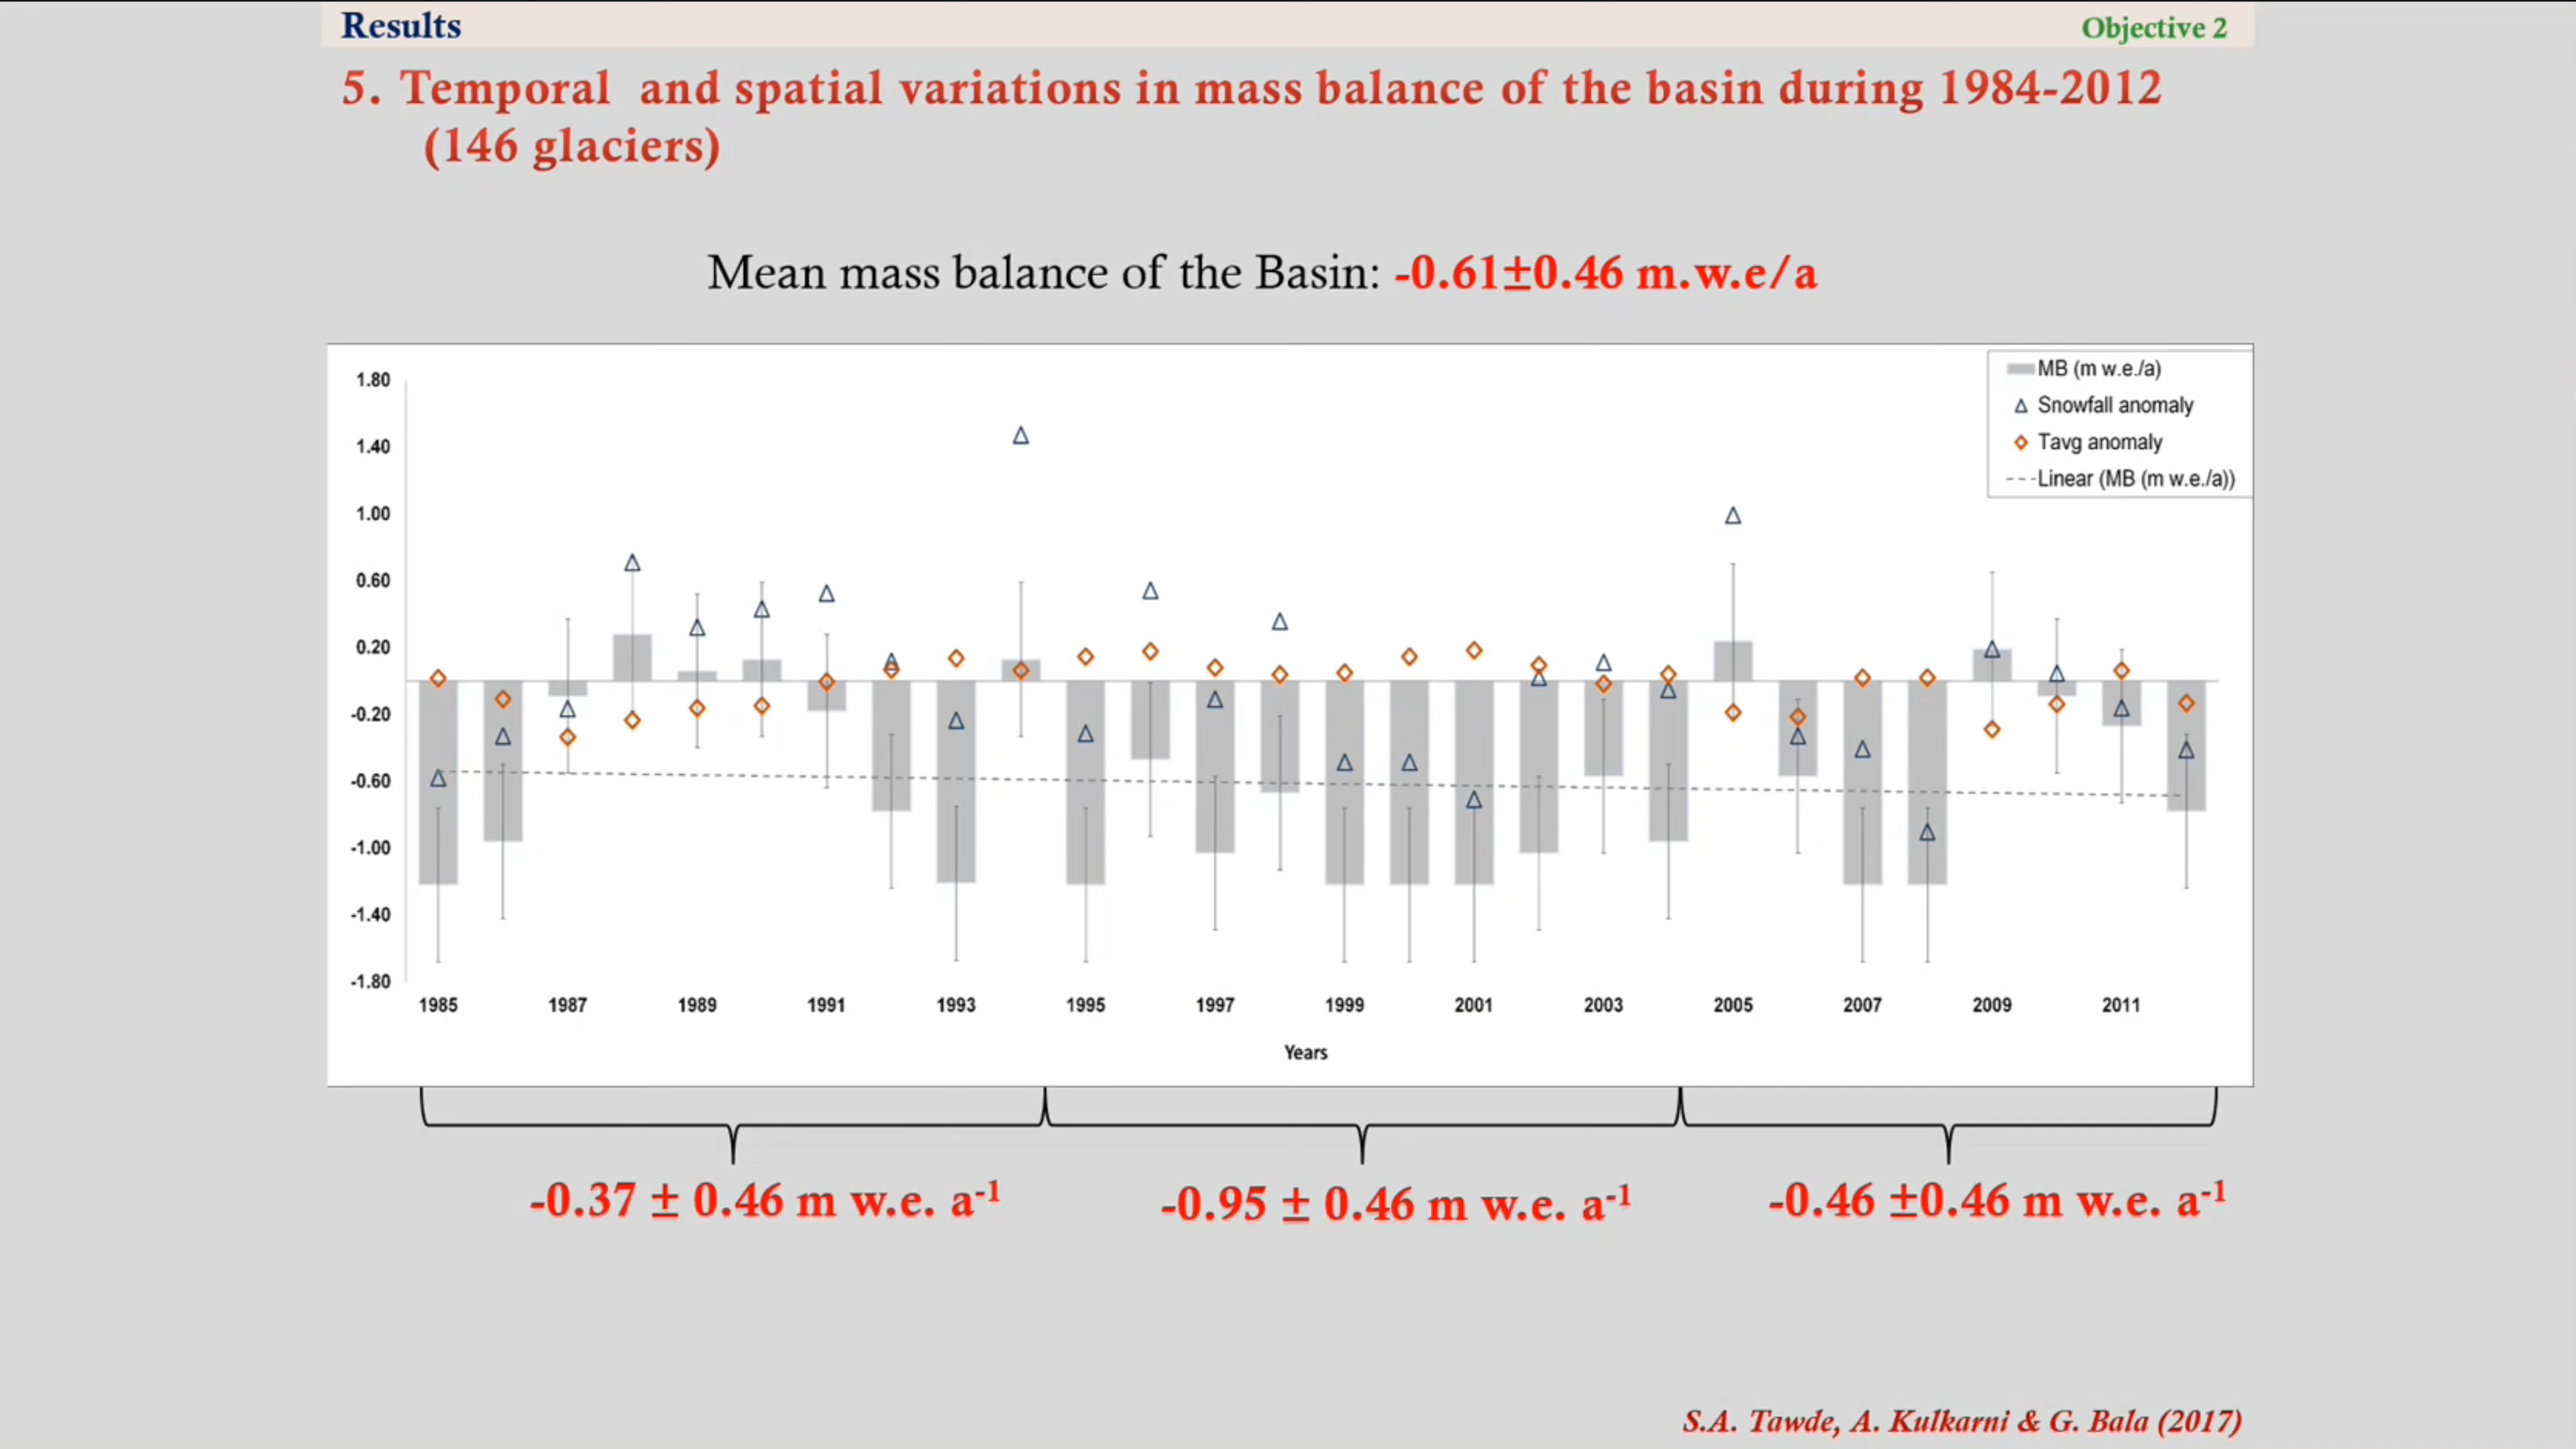 Results
Objective 2
5. Temporal and spatial variations in mass balance of the basin during 1984-2012
(146 glaciers)
Mean mass balance of the Basin: -0.61±0.46 m.w.e/a
MB (m w.e./a)
Snowfall anomaly
Tavg anomaly
Linear (MB (m w.e./a))
1.80
1.40
1.00
0.60
0.20
-0.20
-0.60
-1.00
-1.40
-1.80
1985 1987 1989 1991 1993 1995 1997 1999 2001 2003 2005 2007 2009 2011
Years
-0.37 ± 0.46 m w.e. a-1
-0.95 ± 0.46 m w.e. a-1
-0.46 ±0.46 m w.e. a-1
S.A. Tawde, A. Kulkarni & G. Bala (2017)